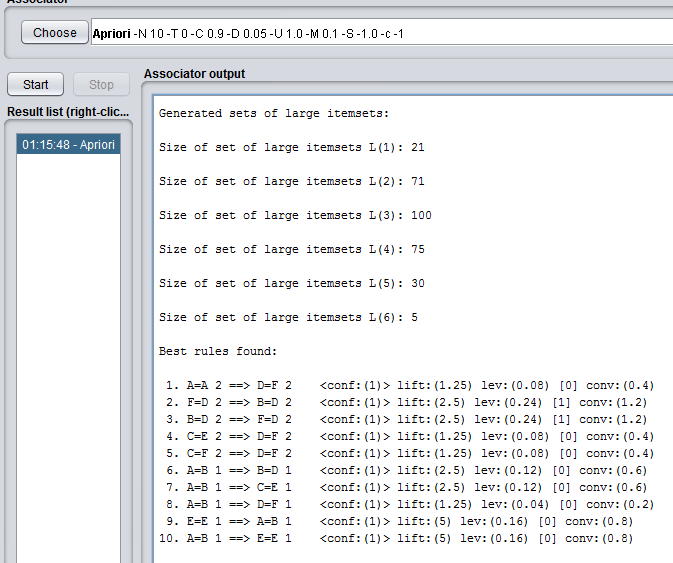 Associator
Choose Apriori -N 10 -T 0 -C 0.9 -D 0.05 -U 1.0 -M 0.1 -S -1.0 -c -1
Start Stop
Result list (right-clic...
01:15:48 - Apriori
Associator output
Generated sets of large itemsets:
Size of set of large itemsets L(1): 21
Size of set of large itemsets L(2): 71
Size of set of large itemsets L(3): 100
Size of set of large itemsets L(4): 75
Size of set of large itemsets L(5): 30
Size of set of large itemsets L(6): 5
Best rules found:
1. A=A 2 ==> D=F 2 <conf:(1)> lift:(1.25) lev:(0.08) [0] conv:(0.4)
2. F=D 2 ==> B=D 2 <conf:(1)> lift:(2.5) lev:(0.24) [1] conv:(1.2)
3. B=D 2 ==> F=D 2 <conf:(1)> lift:(2.5) lev:(0.24) [1] conv:(1.2)
4. C=E 2 ==> D=F 2 <conf:(1)> lift:(1.25) lev:(0.08) [0] conv:(0.4)
5. C=F 2 ==> D=F 2 <conf:(1)> lift:(1.25) lev:(0.08) [0] conv:(0.4)
6. A=B 1 ==> B=D 1 <conf:(1)> lift:(2.5) lev:(0.12) [0] conv:(0.6)
7. A=B 1 ==> C=E 1 <conf:(1)> lift:(2.5) lev:(0.12) [0] conv:(0.6)
8. A=B 1 ==> D=F 1 <conf:(1)> lift:(1.25) lev:(0.04) [0] conv:(0.2)
9. E=E 1 ==> A=B 1 <conf:(1)> lift:(5) lev:(0.16) [0] conv:(0.8)
10. A=B 1 ==> E=E 1 <conf:(1)> lift:(5) lev:(0.16) [0] conv:(0.8)